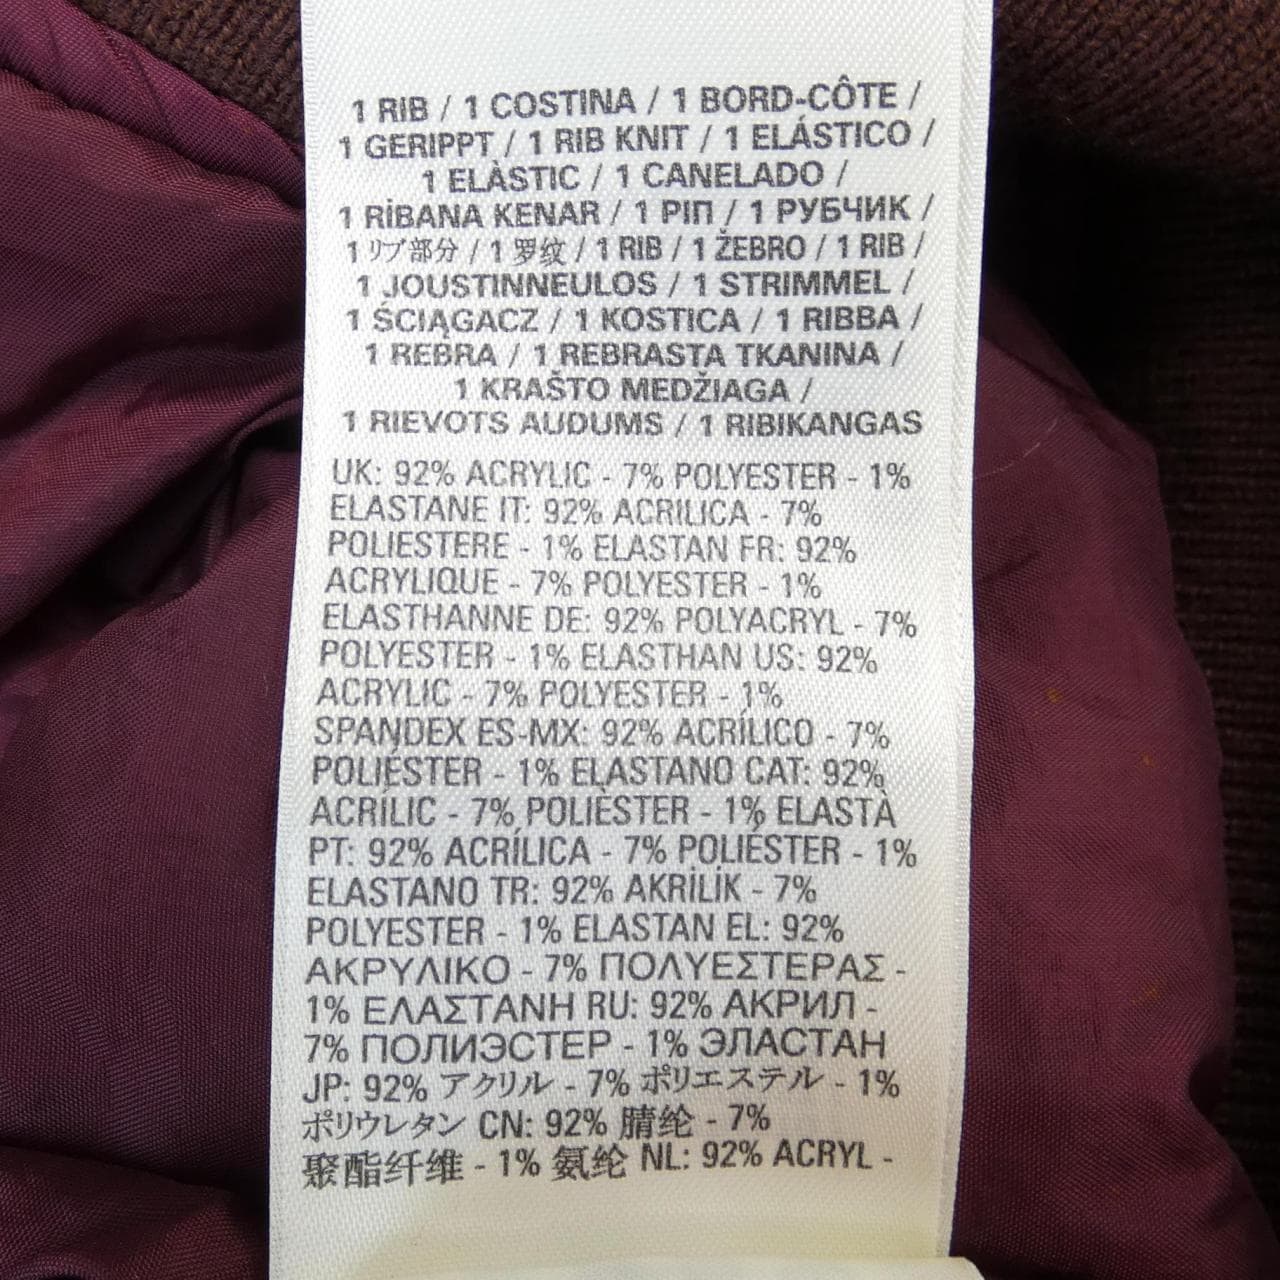 1 RIB / 1 COSTINA / 1 BORD-CÔTE /
1 GERIPPT / 1 RIB KNIT / 1 ELÁSTICO /
1 ELÀSTIC / 1 CANELADO /
1 RİBANA KENAR / 1 ΡΙΠ / 1 РУБЧИК /
1 リブ部分 / 1 罗纹 / 1 RIB / 1 ŽEBRO / 1 RIB /
1 JOUSTINNEULOS / 1 STRIMMEL /
1 ŚCIĄGACZ / 1 KOSTICA / 1 RIBBA /
1 REBRA / 1 REBRASTA TKANINA /
1 KRAŠTO MEDŽIAGA /
1 RIEVOTS AUDUMS / 1 RIBIKANGAS
UK: 92% ACRYLIC - 7% POLYESTER - 1%
ELASTANE IT: 92% ACRILICA - 7%
POLIESTERE - 1% ELASTAN FR: 92%
ACRYLIQUE - 7% POLYESTER - 1%
ELASTHANNE DE: 92% POLYACRYL - 7%
POLYESTER - 1% ELASTHAN US: 92%
ACRYLIC - 7% POLYESTER - 1%
SPANDEX ES-MX: 92% ACRÍLICO - 7%
POLIÉSTER - 1% ELASTANO CAT: 92%
ACRÍLIC - 7% POLIÈSTER - 1% ELASTÀ
PT: 92% ACRÍLICA - 7% POLIÉSTER - 1%
ELASTANO TR: 92% AKRİLİK - 7%
POLYESTER - 1% ELASTAN EL: 92%
ΑΚΡΥΛΙΚΟ - 7% ΠΟΛΥΕΣΤΕΡΑΣ -
1% ΕΛΑΣΤΑΝΗ RU: 92% АКРИЛ -
7% ПОЛИЭСТЕР - 1% ЭЛАСТАН
JP: 92% アクリル - 7% ポリエステル - 1%
ポリウレタン CN: 92% 腈纶 - 7%
聚酯纤维 - 1% 氨纶 NL: 92% ACRYL -